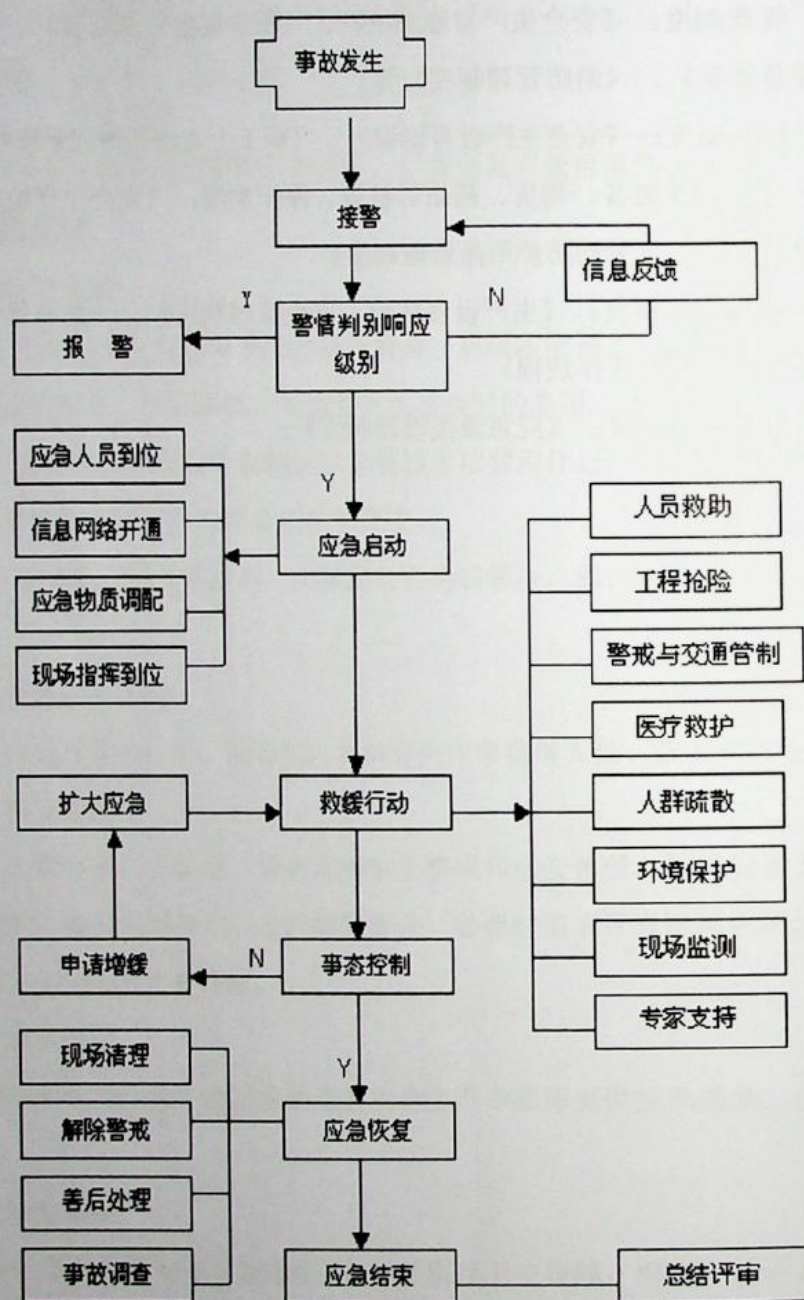 事故发生
接警
信息反馈
N
Y
警情判别响应
级别
报 警
应急人员到位
Y
信息网络开通
应急启动
应急物质调配
现场指挥到位
人员救助
工程抢险
警戒与交通管制
医疗救护
人群疏散
环境保护
现场监测
专家支持
扩大应急
救缓行动
申请增缓
N
事态控制
现场清理
Y
解除警戒
应急恢复
善后处理
事故调查
应急结束
总结评审